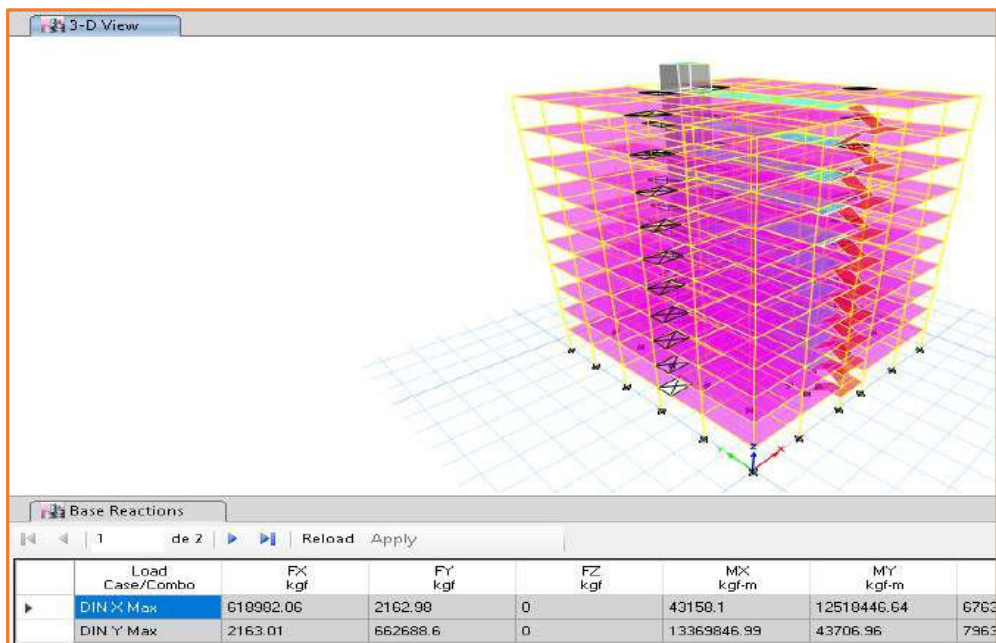 3-D View
Z
Y X
Base Reactions
1 de 2 Reload Apply
Load Case/Combo FX kgf FY kgf FZ kgf MX kgf-m MY kgf-m
DIN X Max 618982.06 2162.98 0 43158.1 12518446.64 6763
DIN Y Max 2163.01 662688.6 0 13369846.99 43706.96 7963